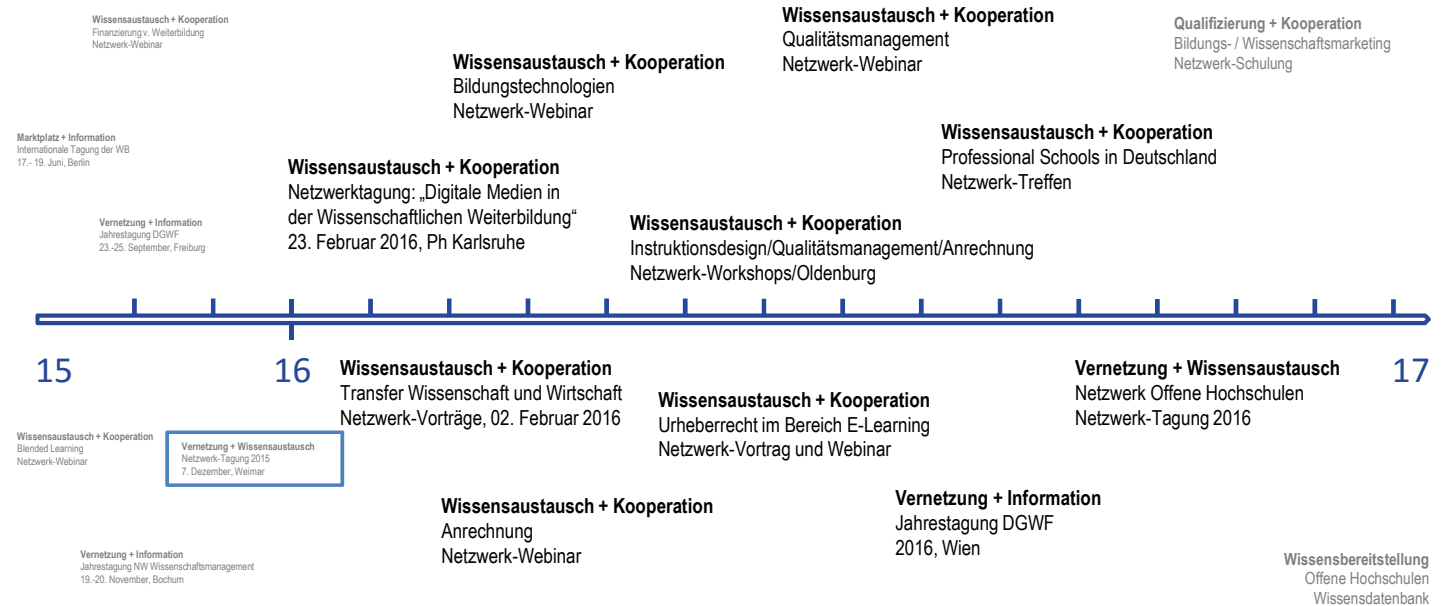 Wissensaustausch + Kooperation
Finanzierung v. Weiterbildung
Netzwerk-Webinar
Wissensaustausch + Kooperation
Bildungstechnologien
Netzwerk-Webinar
Wissensaustausch + Kooperation
Qualitätsmanagement
Netzwerk-Webinar
Qualifizierung + Kooperation
Bildungs- / Wissenschaftsmarketing
Netzwerk-Schulung
Marktplatz + Information
Internationale Tagung der WB
17.- 19. Juni, Berlin
Wissensaustausch + Kooperation
Netzwerktagung: „Digitale Medien in
der Wissenschaftlichen Weiterbildung“
23. Februar 2016, Ph Karlsruhe
Wissensaustausch + Kooperation
Professional Schools in Deutschland
Netzwerk-Treffen
Vernetzung + Information
Jahrestagung DGWF
23.-25. September, Freiburg
Wissensaustausch + Kooperation
Instruktionsdesign/Qualitätsmanagement/Anrechnung
Netzwerk-Workshops/Oldenburg
15
16
17
Wissensaustausch + Kooperation
Transfer Wissenschaft und Wirtschaft
Netzwerk-Vorträge, 02. Februar 2016
Wissensaustausch + Kooperation
Urheberrecht im Bereich E-Learning
Netzwerk-Vortrag und Webinar
Vernetzung + Wissensaustausch
Netzwerk Offene Hochschulen
Netzwerk-Tagung 2016
Wissensaustausch + Kooperation
Blended Learning
Netzwerk-Webinar
Vernetzung + Wissensaustausch
Netzwerk-Tagung 2015
7. Dezember, Weimar
Wissensaustausch + Kooperation
Anrechnung
Netzwerk-Webinar
Vernetzung + Information
Jahrestagung DGWF
2016, Wien
Vernetzung + Information
Jahrestagung NW Wissenschaftsmanagement
19.-20. November, Bochum
Wissensbereitstellung
Offene Hochschulen
Wissensdatenbank